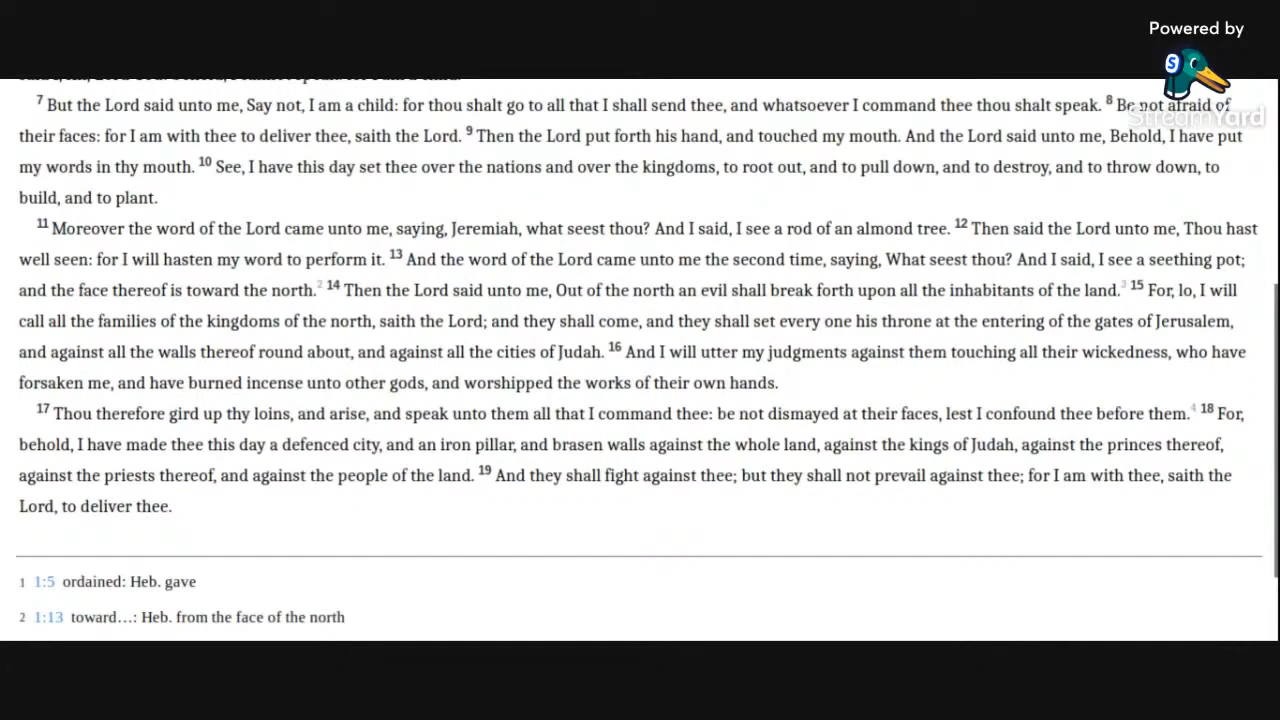 Powered by
StreamYard
7 But the Lord said unto me, Say not, I am a child: for thou shalt go to all that I shall send thee, and whatsoever I command thee thou shalt speak. 8 Be not afraid of
their faces: for I am with thee to deliver thee, saith the Lord. 9 Then the Lord put forth his hand, and touched my mouth. And the Lord said unto me, Behold, I have put
my words in thy mouth. 10 See, I have this day set thee over the nations and over the kingdoms, to root out, and to pull down, and to destroy, and to throw down, to
build, and to plant.
11 Moreover the word of the Lord came unto me, saying, Jeremiah, what seest thou? And I said, I see a rod of an almond tree. 12 Then said the Lord unto me, Thou hast
well seen: for I will hasten my word to perform it. 13 And the word of the Lord came unto me the second time, saying, What seest thou? And I said, I see a seething pot;
and the face thereof is toward the north.2 14 Then the Lord said unto me, Out of the north an evil shall break forth upon all the inhabitants of the land.3 15 For, lo, I will
call all the families of the kingdoms of the north, saith the Lord; and they shall come, and they shall set every one his throne at the entering of the gates of Jerusalem,
and against all the walls thereof round about, and against all the cities of Judah. 16 And I will utter my judgments against them touching all their wickedness, who have
forsaken me, and have burned incense unto other gods, and worshipped the works of their own hands.
17 Thou therefore gird up thy loins, and arise, and speak unto them all that I command thee: be not dismayed at their faces, lest I confound thee before them.4 18 For,
behold, I have made thee this day a defenced city, and an iron pillar, and brasen walls against the whole land, against the kings of Judah, against the princes thereof,
against the priests thereof, and against the people of the land. 19 And they shall fight against thee; but they shall not prevail against thee; for I am with thee, saith the
Lord, to deliver thee.
1 1:5 ordained: Heb. gave
2 1:13 toward…: Heb. from the face of the north